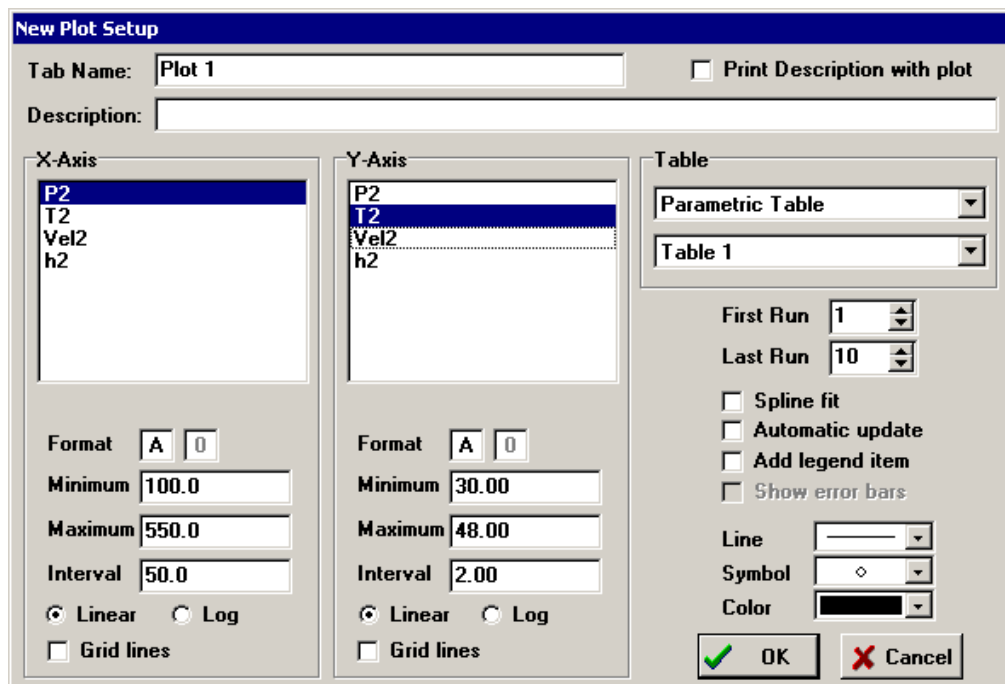 New Plot Setup
Tab Name: Plot 1
Print Description with plot
Description:
X-Axis
P2
T2
Vel2
h2
Format A 0
Minimum 100.0
Maximum 550.0
Interval 50.0
Linear Log
Grid lines
Y-Axis
P2
T2
Vel2
h2
Format A 0
Minimum 30.00
Maximum 48.00
Interval 2.00
Linear Log
Grid lines
Table
Parametric Table
Table 1
First Run 1
Last Run 10
Spline fit
Automatic update
Add legend item
Show error bars
Line
Symbol
Color
OK Cancel